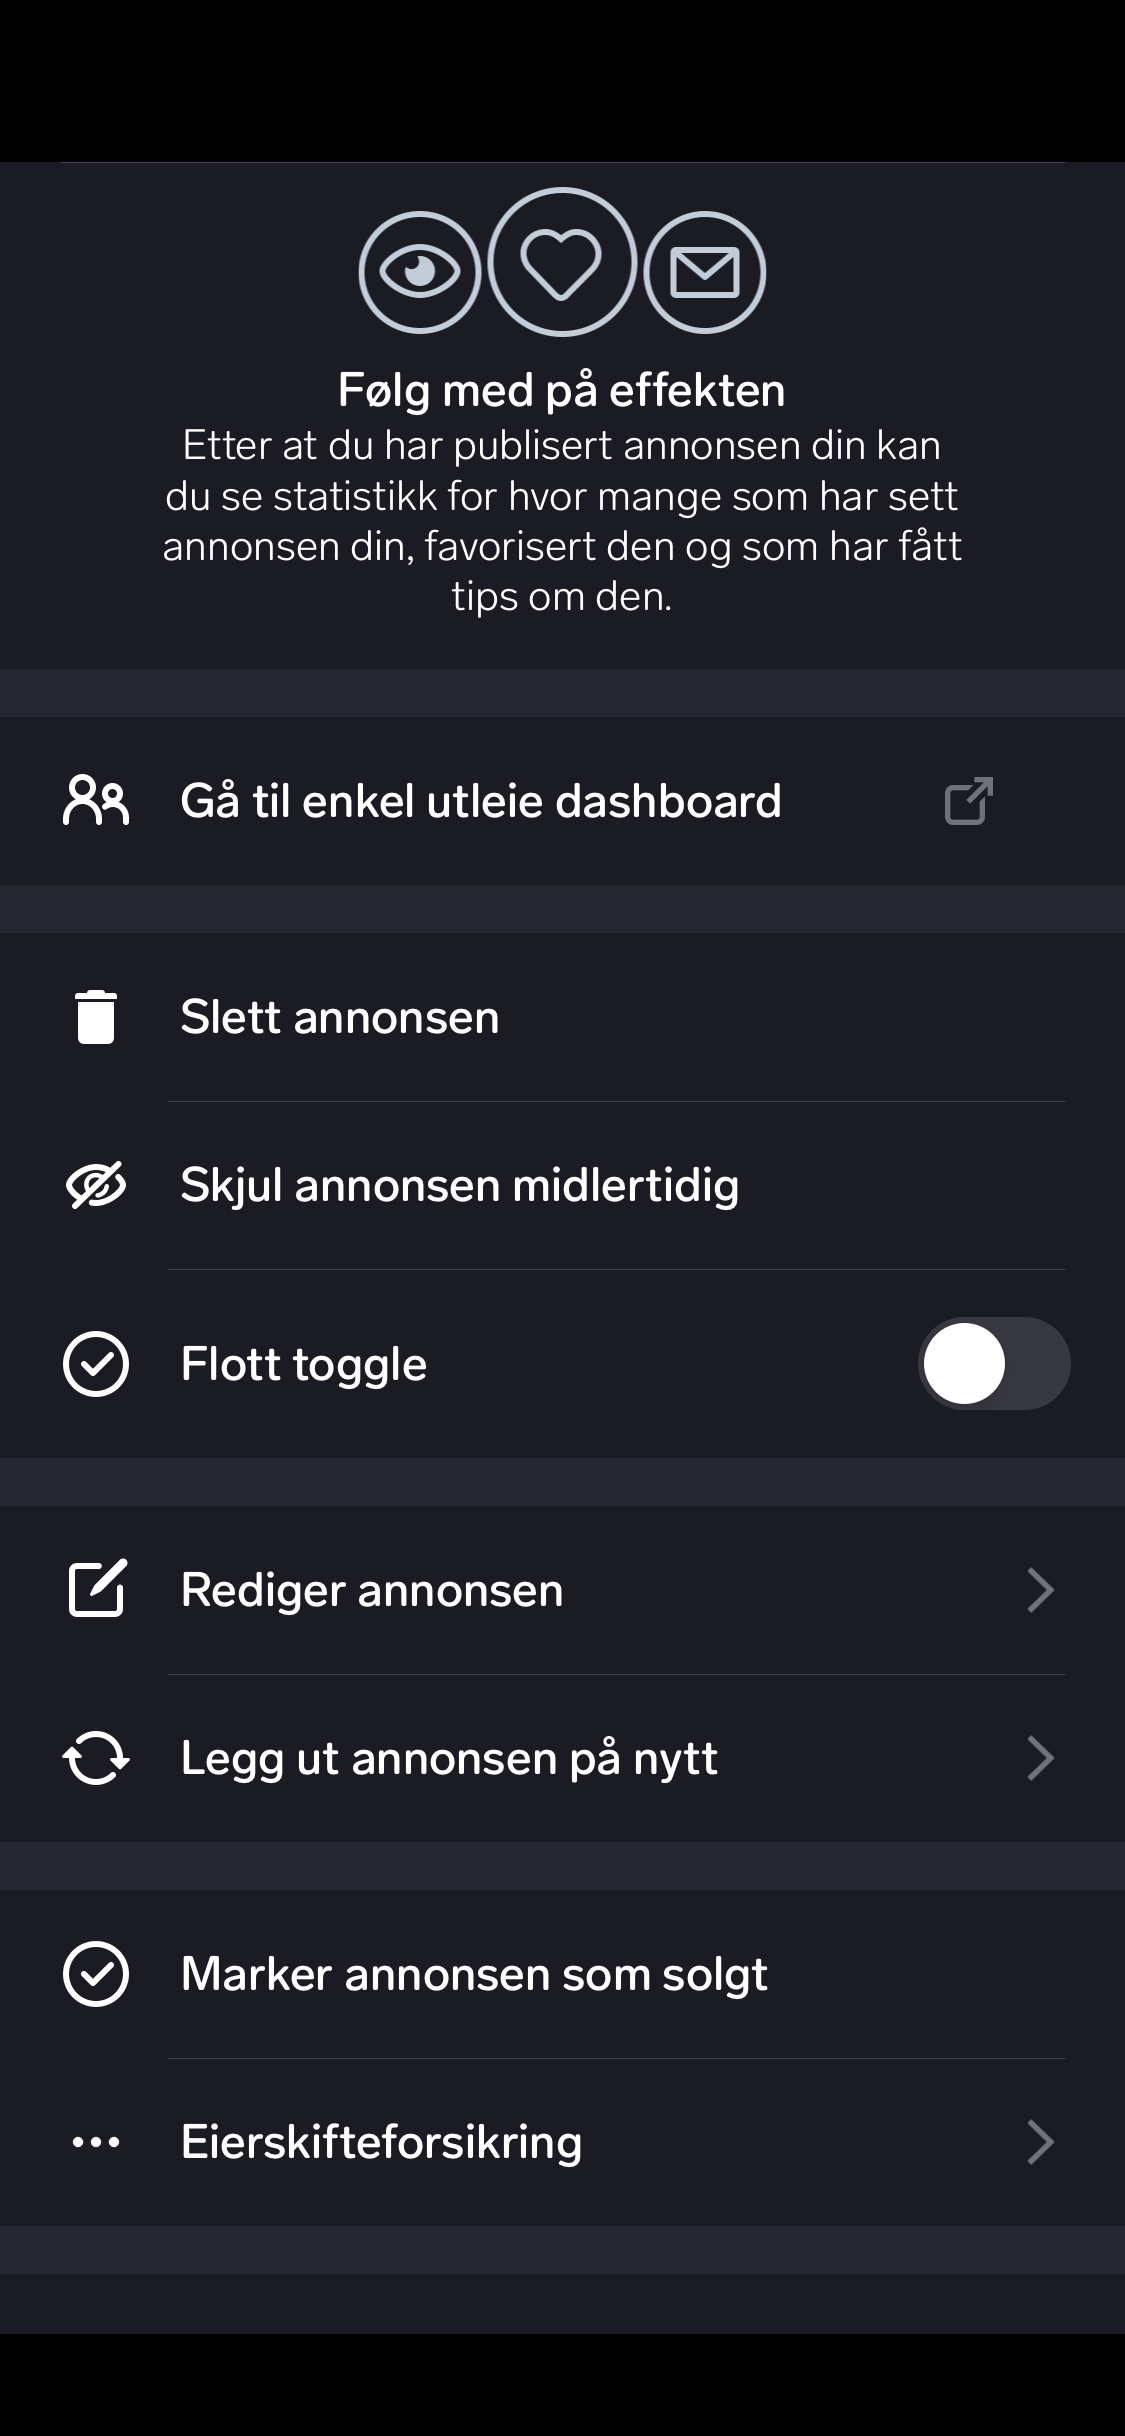 Følg med på effekten
Etter at du har publisert annonsen din kan
du se statistikk for hvor mange som har sett
annonsen din, favorisert den og som har fått
tips om den.
Gå til enkel utleie dashboard
Slett annonsen
Skjul annonsen midlertidig
Flott toggle
Rediger annonsen
Legg ut annonsen på nytt
Marker annonsen som solgt
Eierskifteforsikring